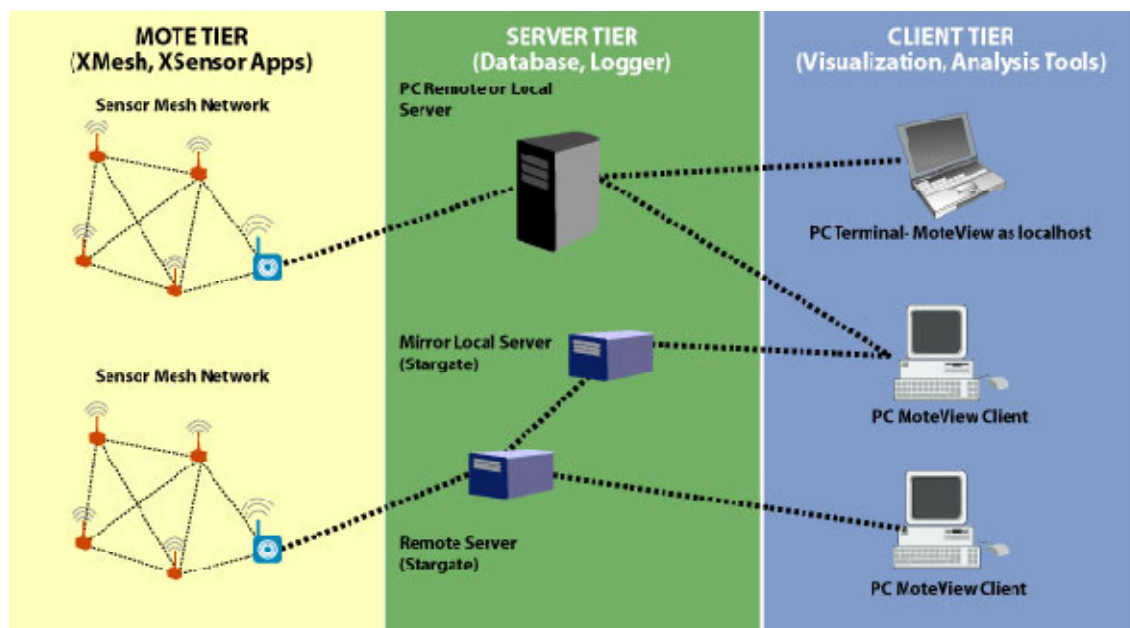 MOTE TIER
(XMesh, XSensor Apps)
Sensor Mesh Network
Sensor Mesh Network
SERVER TIER
(Database, Logger)
PC Remote or Local
Server
Mirror Local Server
(Stargate)
Remote Server
(Stargate)
CLIENT TIER
(Visualization, Analysis Tools)
PC Terminal- MoteView as localhost
PC MoteView Client
PC MoteView Client